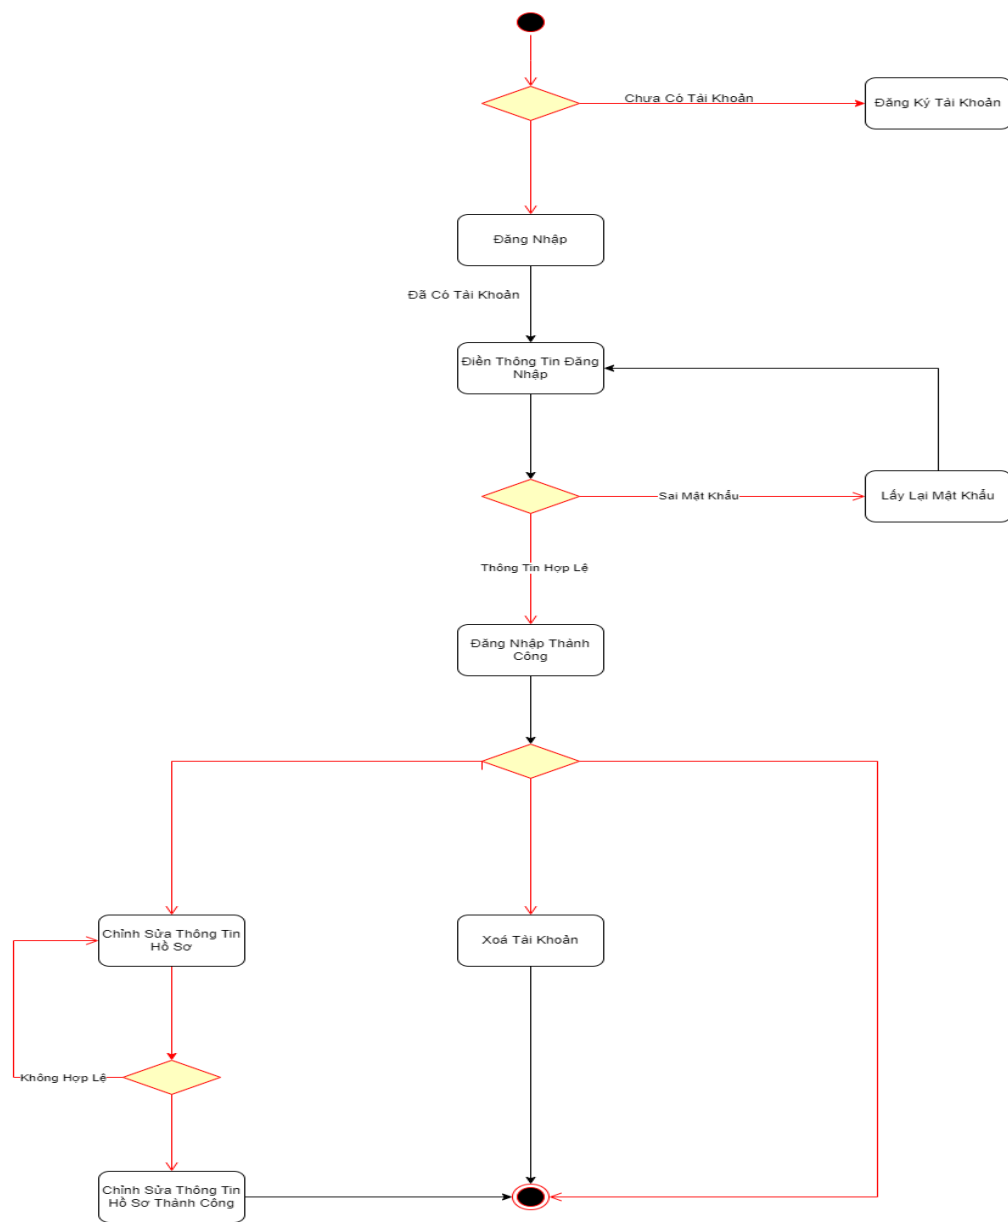 Chưa Có Tài Khoản
Đăng Ký Tài Khoản
Đăng Nhập
Đã Có Tài Khoản
Điền Thông Tin Đăng
Nhập
Sai Mật Khẩu
Lấy Lại Mật Khẩu
Thông Tin Hợp Lệ
Đăng Nhập Thành
Công
Chỉnh Sửa Thông Tin
Hồ Sơ
Xoá Tài Khoản
Không Hợp Lệ
Chỉnh Sửa Thông Tin
Hồ Sơ Thành Công